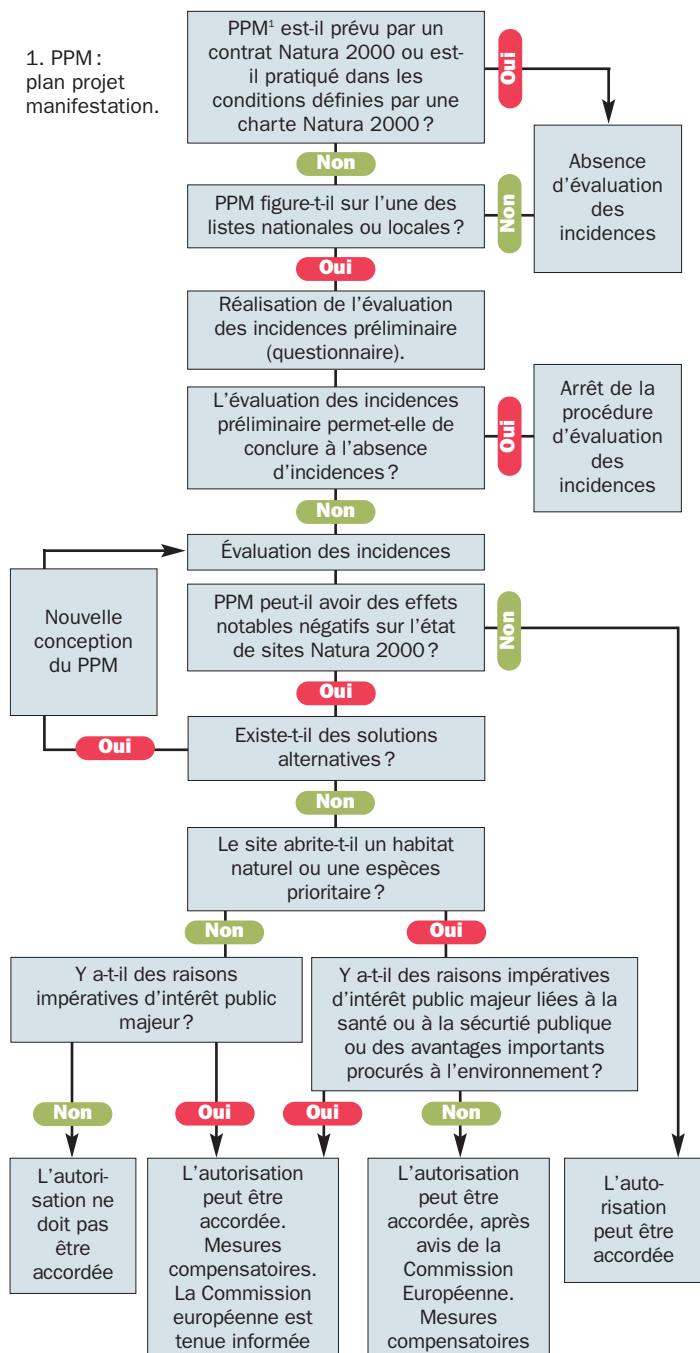 1. PPM :
plan projet
manifestation.
PPM¹ est-il prévu par un
contrat Natura 2000 ou est-
il pratiqué dans les
conditions définies par une
charte Natura 2000 ?
Oui
Absence
d'évaluation
des
incidences
Non
PPM figure-t-il sur l'une des
listes nationales ou locales ?
Non
Oui
Réalisation de l'évaluation
des incidences préliminaire
(questionnaire).
L'évaluation des incidences
préliminaire permet-elle de
conclure à l'absence
d'incidences ?
Oui
Arrêt de la
procédure
d'évaluation
des
incidences
Non
Évaluation des incidences
Nouvelle
conception
du PPM
PPM peut-il avoir des effets
notables négatifs sur l'état
de sites Natura 2000 ?
Non
Oui
Existe-t-il des solutions
alternatives ?
Oui
Non
Le site abrite-t-il un habitat
naturel ou une espèces
prioritaire ?
Non
Oui
Y a-t-il des raisons
impératives d'intérêt public
majeur ?
Y a-t-il des raisons impératives
d'intérêt public majeur liées à la
santé ou à la sécurtié publique
ou des avantages importants
procurés à l'environnement ?
Non
Oui
Oui
Non
L'autori-
sation ne
doit pas
être
accordée
L'autorisation
peut être
accordée.
Mesures
compensatoires.
La Commission
européenne est
tenue informée
L'autorisation
peut être
accordée, après
avis de la
Commission
Européenne.
Mesures
compensatoires
L'auto-
risation
peut être
accordée